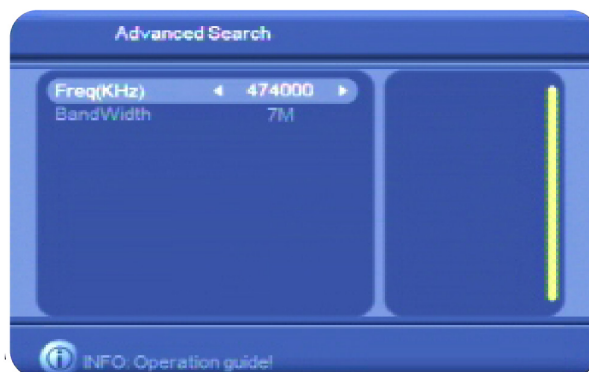 Advanced Search
Freq(KHz) 474000
BandWidth 7M
INFO: Operation guide!